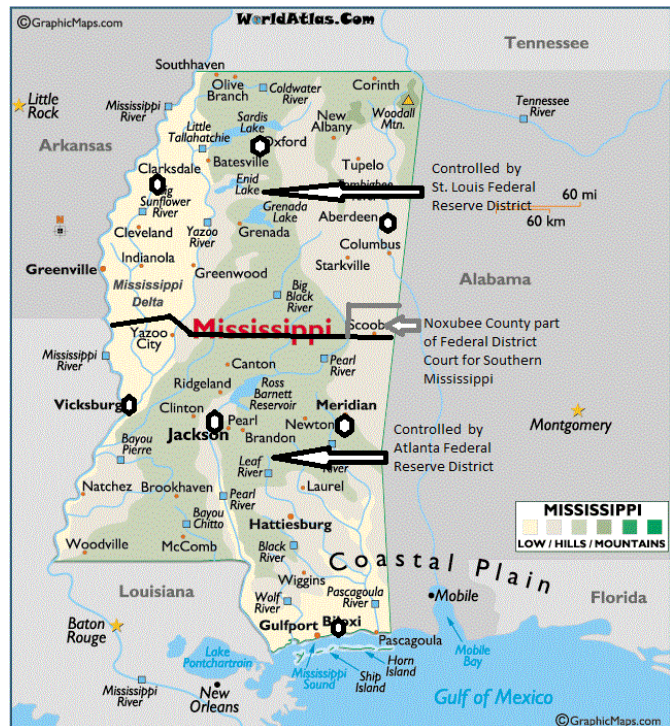 ©GraphicMaps.com
WorldAtlas.Com
Tennessee
Southhaven
Olive
Branch
Coldwater
River
Corinth
Little
Rock
Mississippi
River
Sardis
Lake
New
Albany
Woodall
Mtn.
Tennessee
River
Little
Tallahatchie
Oxford
Arkansas
Batesville
Tupelo
Clarksdale
Enid
Lake
Controlled by
St. Louis Federal
Reserve District
Sunflower
River
Grenada
Lake
Aberdeen
60 mi
60 km
N
Cleveland
Yazoo
River
Grenada
Columbus
Indianola
Starkville
Greenville
Greenwood
Alabama
Mississippi
Delta
Big
Black
River
Mississippi
Scoob
Noxubee County part
of Federal District
Court for Southern
Mississippi
Yazoo
City
Mississippi
River
Canton
Pearl
River
Ridgeland
Ross
Barnett
Reservoir
Vicksburg
Clinton
Pearl
Meridian
Newton
Montgomery
Jackson
Brandon
Controlled by
Atlanta Federal
Reserve District
Bayou
Pierre
Leaf
River
River
Natchez
Brookhaven
Pearl
River
Laurel
MISSISSIPPI
LOW / HILLS / MOUNTAINS
Bayou
Chitto
Hattiesburg
Woodville
McComb
Black
River
Coastal Plain
Louisiana
Wiggins
Wolf
River
Pascagoula
River
Mobile
Florida
Baton
Rouge
Gulfport
Biloxi
Pascagoula
Lake
Pontchartrain
Mississippi
Sound
Ship
Island
Horn
Island
Mobile
Bay
Mississippi
River
New
Orleans
Gulf of Mexico
©GraphicMaps.com